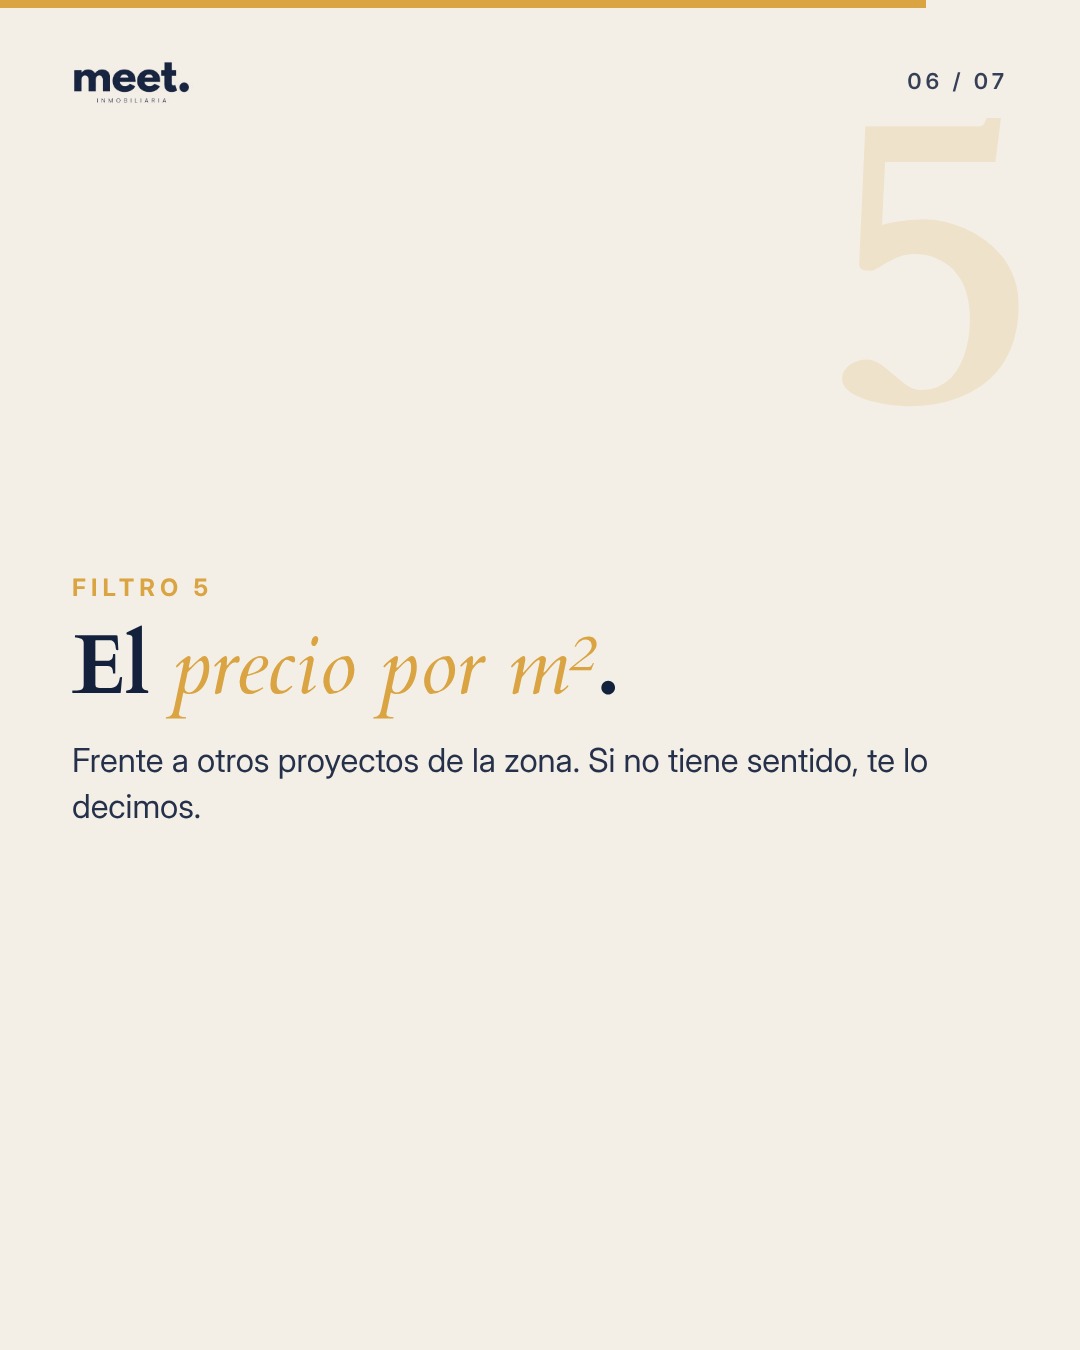 meet.
INMOBILIARIA
06 / 07
5
FILTRO 5
El precio por m².
Frente a otros proyectos de la zona. Si no tiene sentido, te lo
decimos.